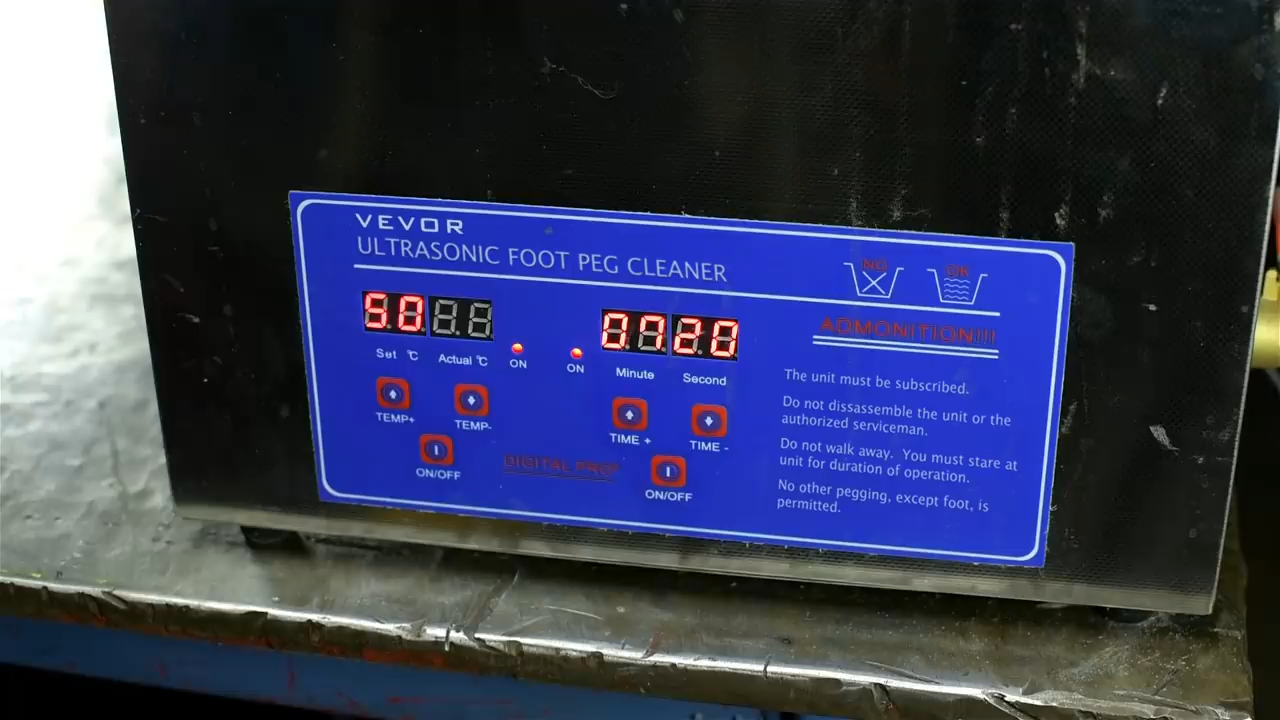 VEVOR
ULTRASONIC FOOT PEG CLEANER
NO
OK
50
Set °C
Actual °C
ON
ON
Minute
20
Second
ADMONITION!!!
The unit must be subscribed.
Do not dissassemble the unit or the
authorized serviceman.
Do not walk away. You must stare at
unit for duration of operation.
No other pegging, except foot, is
permitted.
TEMP+
TEMP-
ON/OFF
TIME +
TIME -
ON/OFF
DIGITAL PRO²